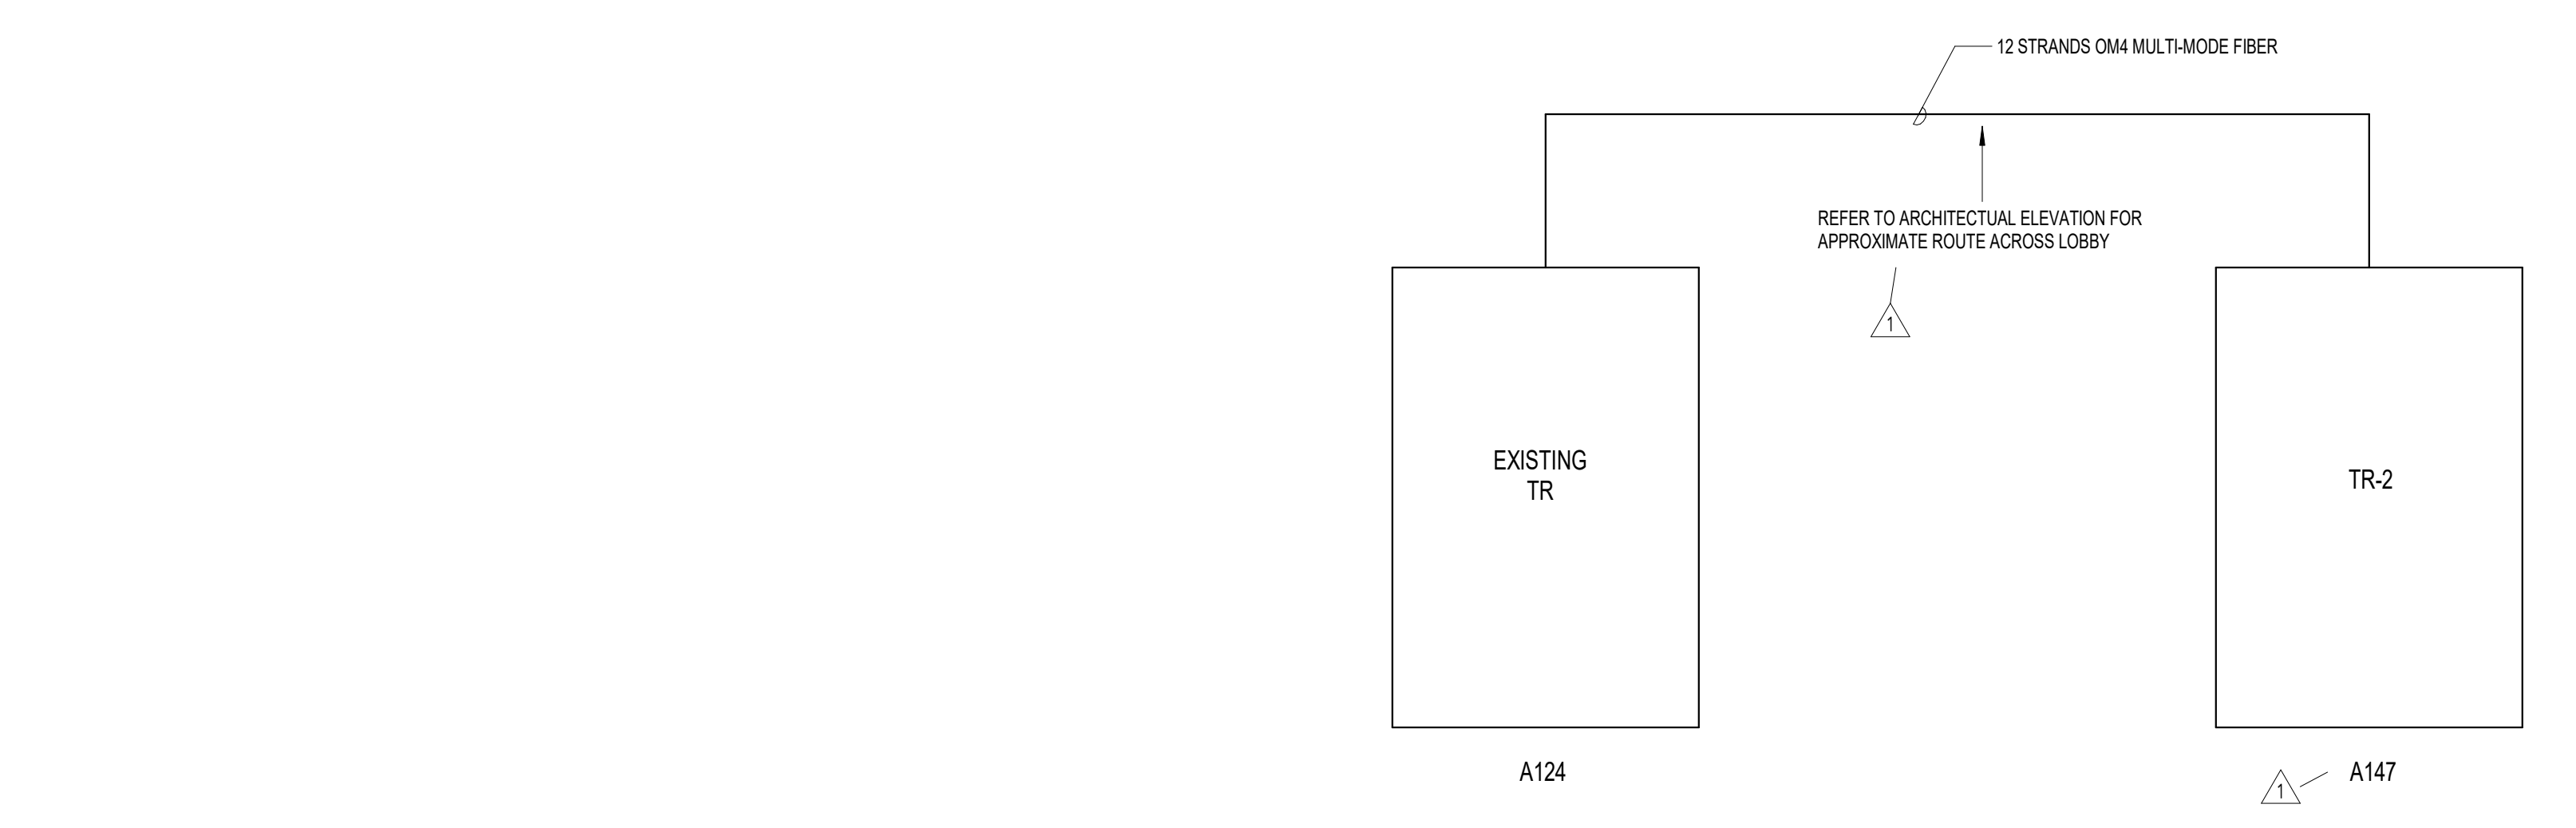 12 STRANDS OM4 MULTI-MODE FIBER
REFER TO ARCHITECTUAL ELEVATION FOR
APPROXIMATE ROUTE ACROSS LOBBY
1
EXISTING
TR
TR-2
A124
A147
1